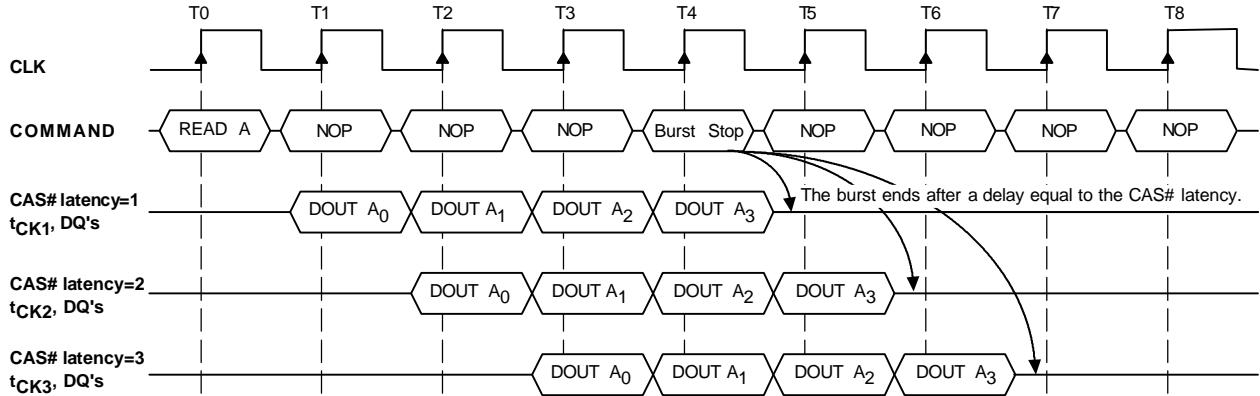 T0 T1 T2 T3 T4 T5 T6 T7 T8
CLK
COMMAND READ A NOP NOP NOP Burst Stop NOP NOP NOP NOP
CAS# latency=1
tCK1, DQ's
DOUT A0 DOUT A1 DOUT A2 DOUT A3
The burst ends after a delay equal to the CAS# latency.
CAS# latency=2
tCK2, DQ's
DOUT A0 DOUT A1 DOUT A2 DOUT A3
CAS# latency=3
tCK3, DQ's
DOUT A0 DOUT A1 DOUT A2 DOUT A3